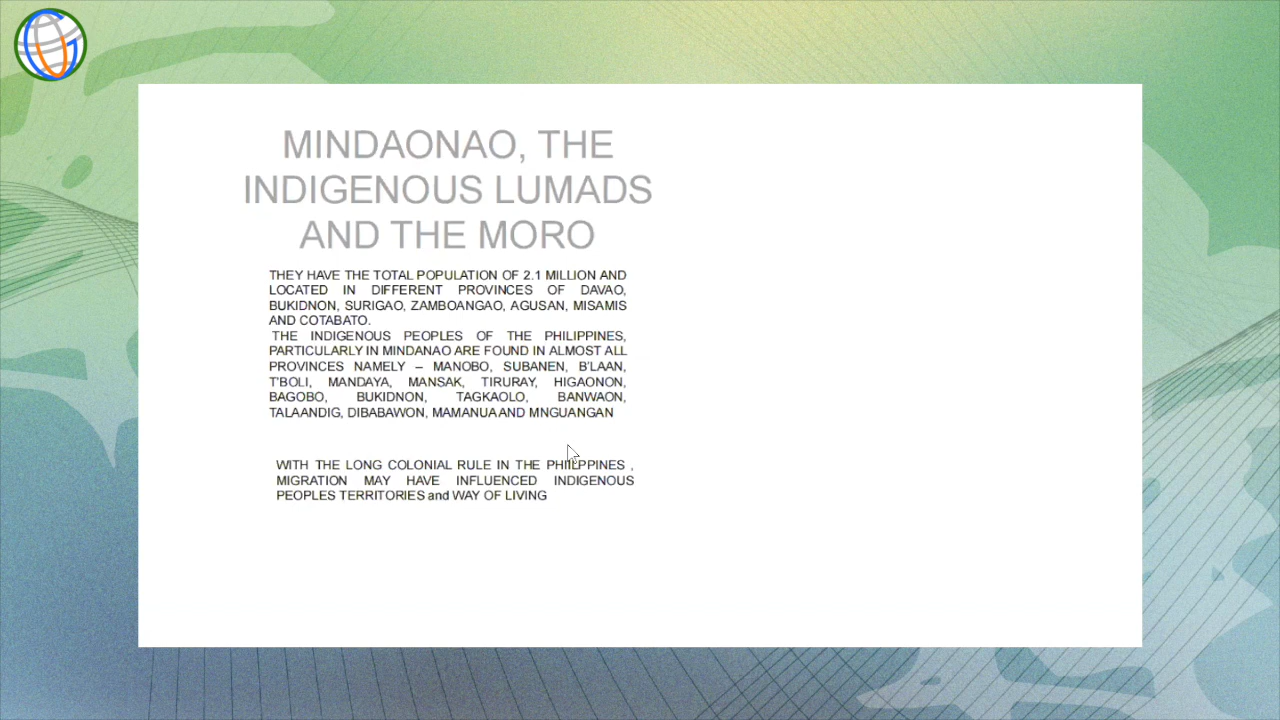 MINDAONAO, THE
INDIGENOUS LUMADS
AND THE MORO
THEY HAVE THE TOTAL POPULATION OF 2.1 MILLION AND
LOCATED IN DIFFERENT PROVINCES OF DAVAO,
BUKIDNON, SURIGAO, ZAMBOANGAO, AGUSAN, MISAMIS
AND COTABATO.
THE INDIGENOUS PEOPLES OF THE PHILIPPINES,
PARTICULARLY IN MINDANAO ARE FOUND IN ALMOST ALL
PROVINCES NAMELY – MANOBO, SUBANEN, B'LAAN,
T'BOLI, MANDAYA, MANSAK, TIRURAY, HIGAONON,
BAGOBO, BUKIDNON, TAGKAOLO, BANWAON,
TALAANDIG, DIBABAWON, MAMANUA AND MNGUANGAN
WITH THE LONG COLONIAL RULE IN THE PHILPPINES ,
MIGRATION MAY HAVE INFLUENCED INDIGENOUS
PEOPLES TERRITORIES and WAY OF LIVING